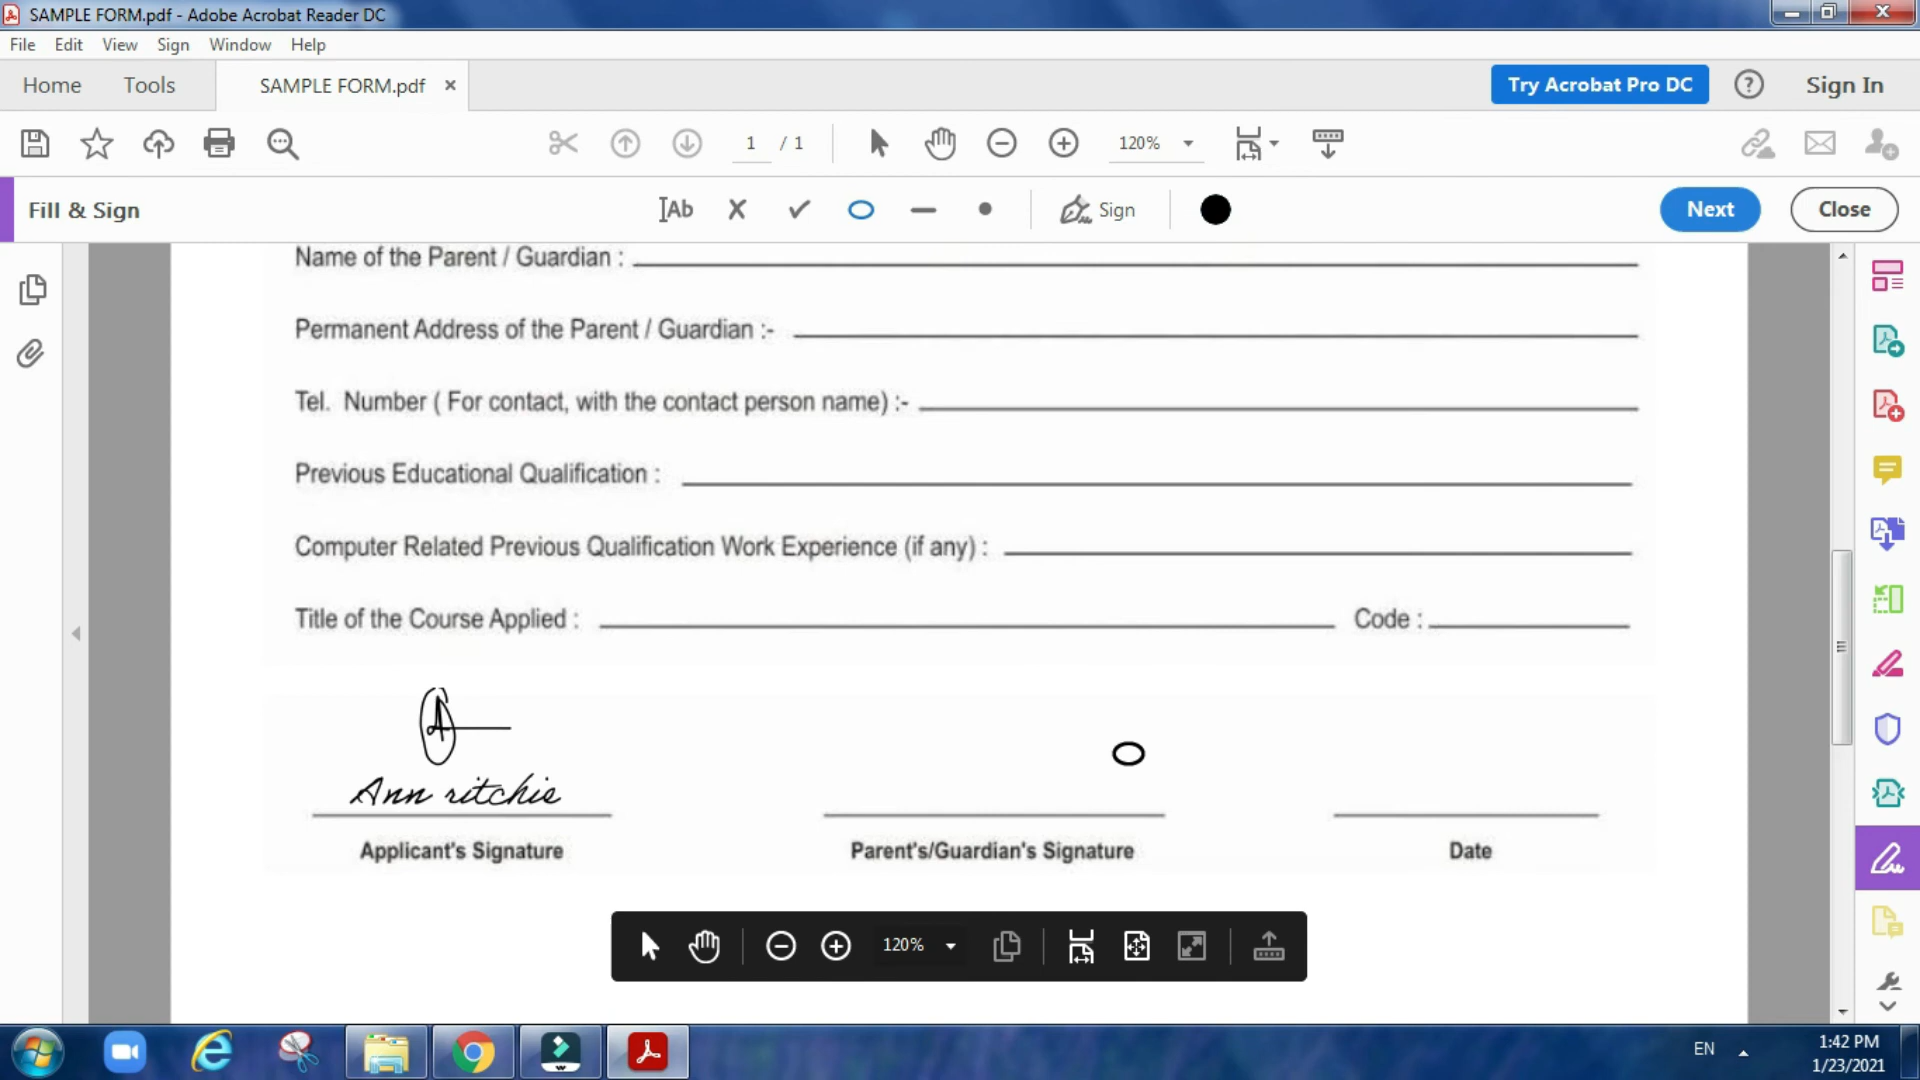 SAMPLE FORM.pdf - Adobe Acrobat Reader DC
File Edit View Sign Window Help
Home Tools SAMPLE FORM.pdf × Try Acrobat Pro DC ? Sign In
1 / 1 120%
Fill & Sign IAb Sign Next Close
Name of the Parent / Guardian :
Permanent Address of the Parent / Guardian :-
Tel. Number ( For contact, with the contact person name) :-
Previous Educational Qualification :
Computer Related Previous Qualification Work Experience (if any) :
Title of the Course Applied : Code :
A
Ann ritchie
Applicant's Signature Parent's/Guardian's Signature Date
120%
EN 1:42 PM
1/23/2021